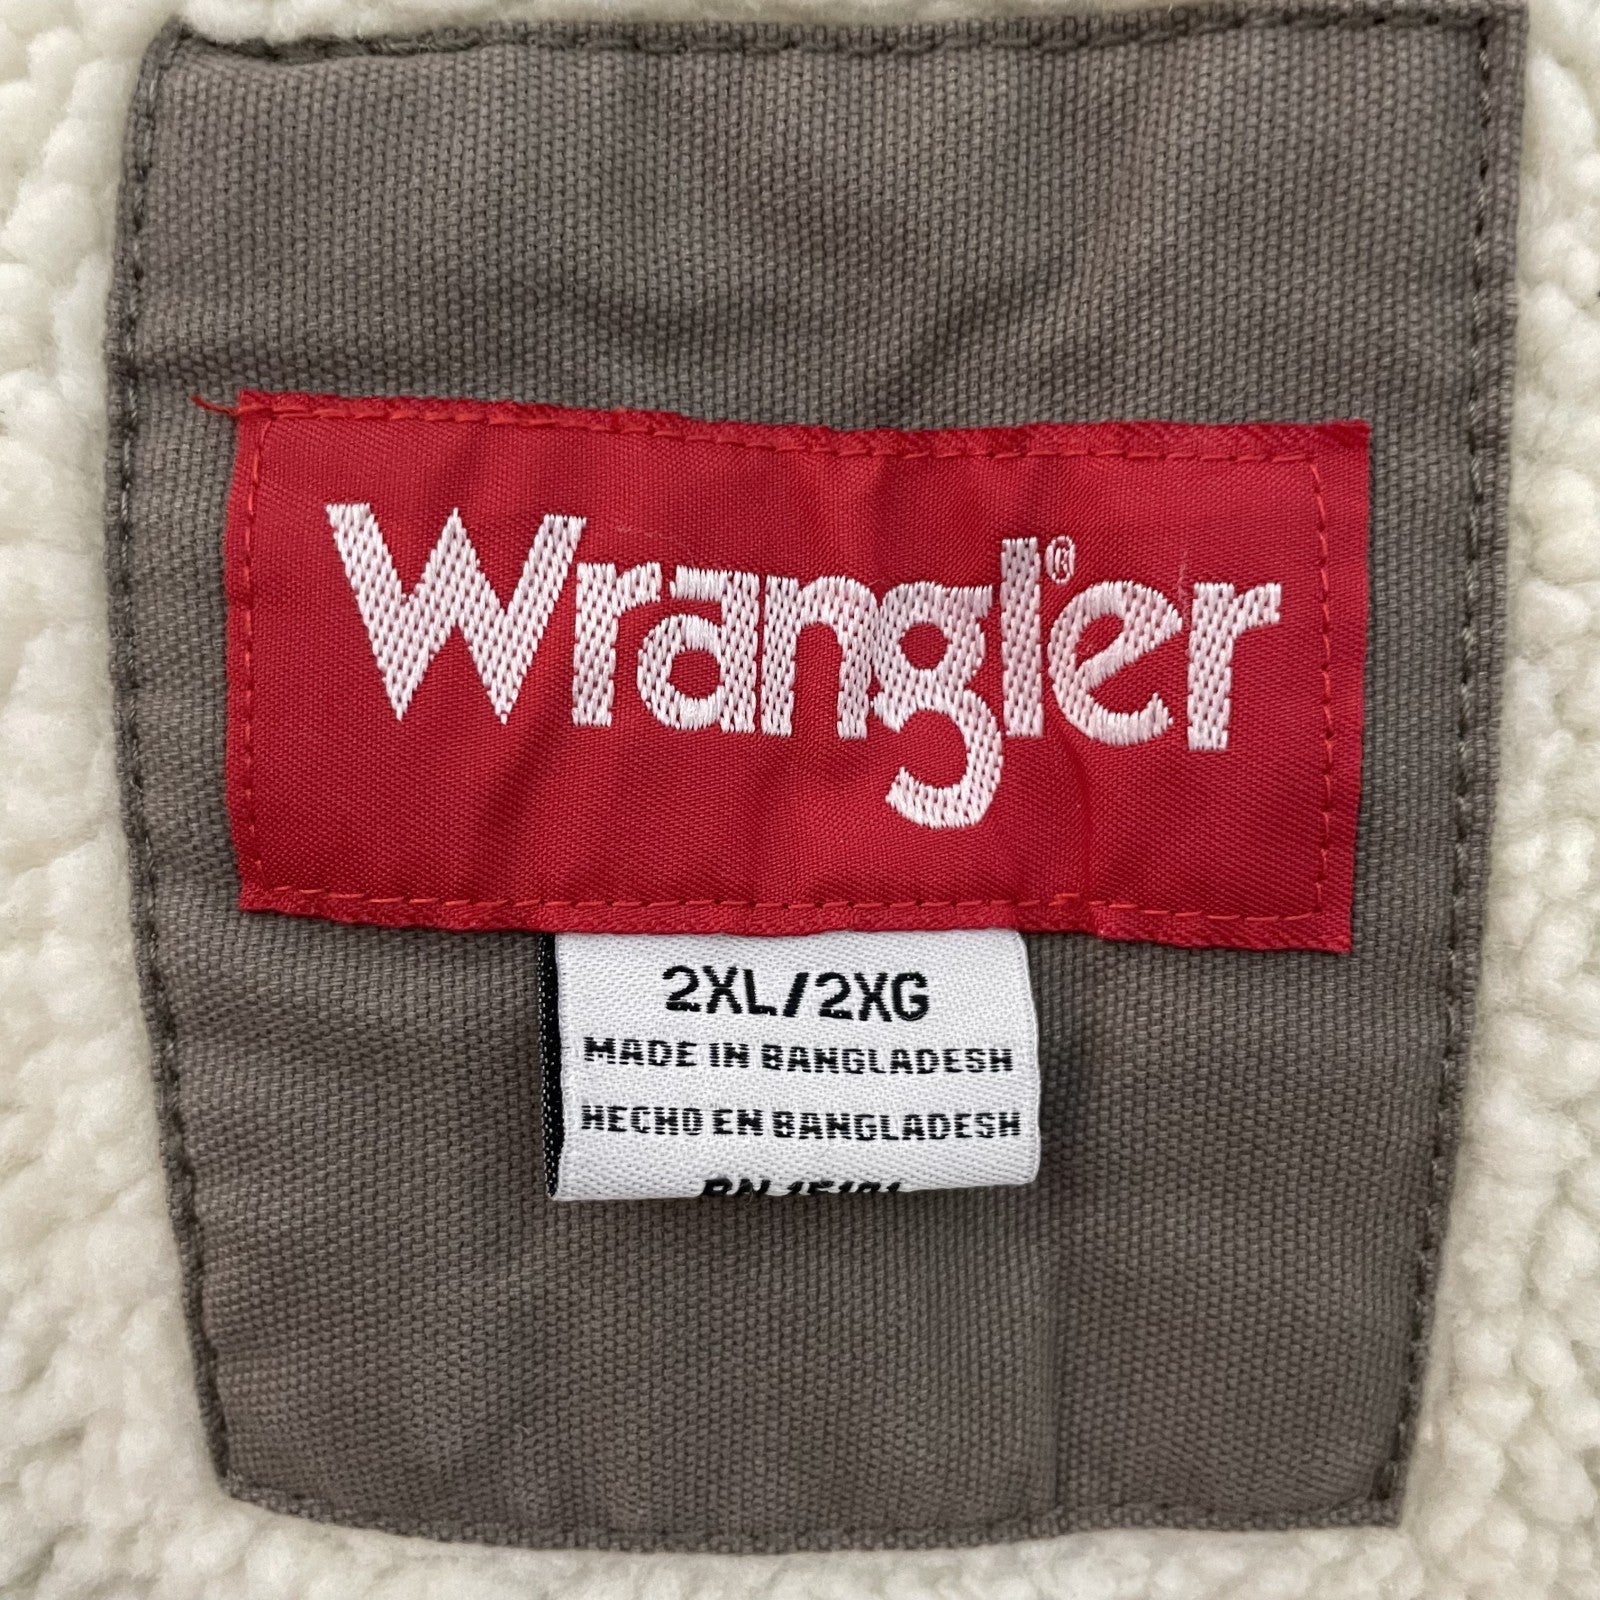 Wrangler®
2XL/2XG
MADE IN BANGLADESH
HECHO EN BANGLADESH